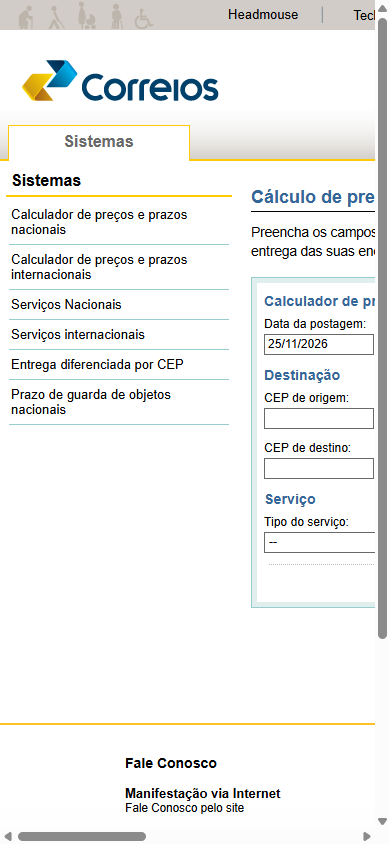 Headmouse
Correios
Sistemas
Sistemas
Calculador de preços e prazos
nacionais
Calculador de preços e prazos
internacionais
Serviços Nacionais
Serviços internacionais
Entrega diferenciada por CEP
Prazo de guarda de objetos
nacionais
Cálculo de pre
Preencha os campos
entrega das suas en
Calculador de pr
Data da postagem:
25/11/2026
Destinação
CEP de origem:
CEP de destino:
Serviço
Tipo do serviço:
--
Fale Conosco
Manifestação via Internet
Fale Conosco pelo site